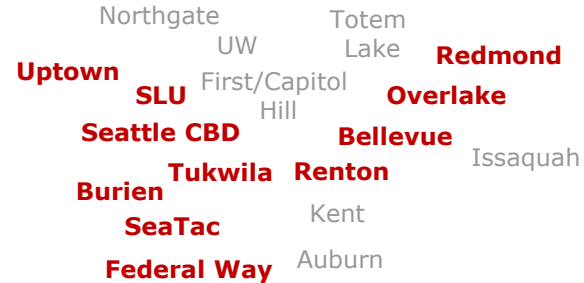 Northgate
Totem
Lake
UW
Redmond
Uptown
First/Capitol
Hill
SLU
Overlake
Seattle CBD
Bellevue
Issaquah
Tukwila
Renton
Burien
Kent
SeaTac
Auburn
Federal Way